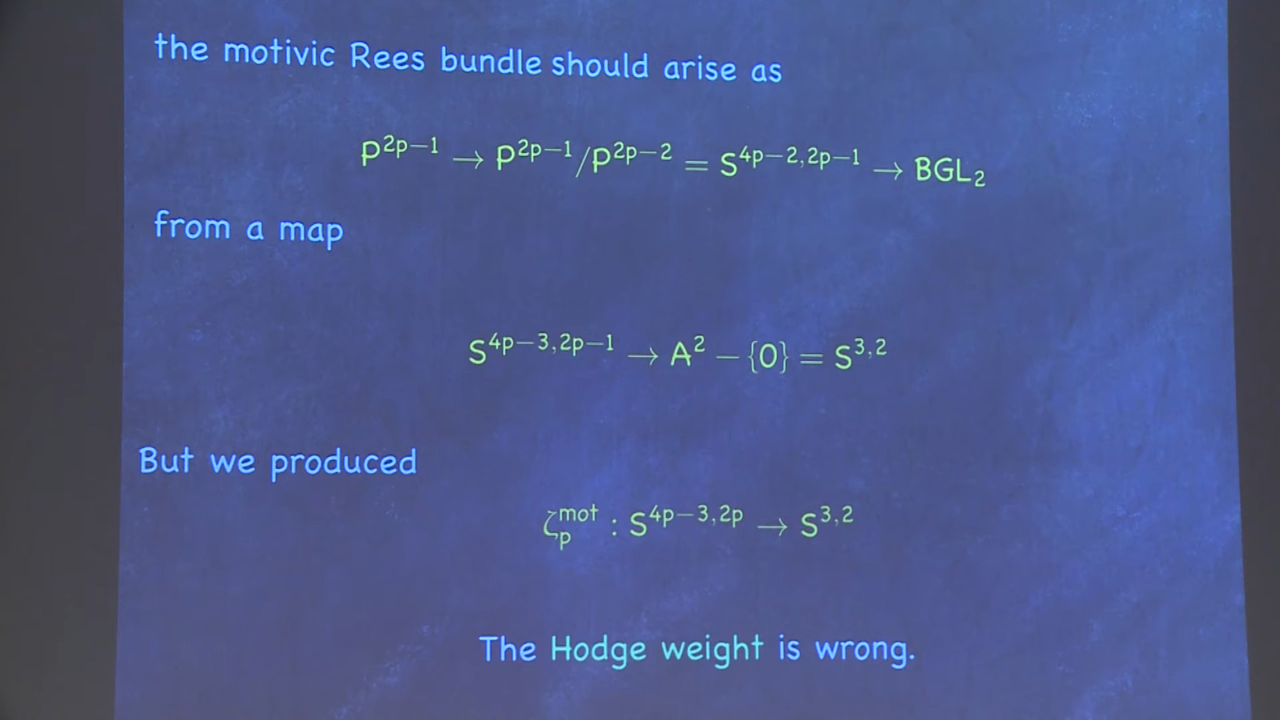 the motivic Rees bundle should arise as
P^{2p−1} → P^{2p−1}/P^{2p−2} = S^{4p−2,2p−1} → BGL_2
from a map
S^{4p−3,2p−1} → A^2 − {0} = S^{3,2}
But we produced
ζ_p^{mot} : S^{4p−3,2p} → S^{3,2}
The Hodge weight is wrong.